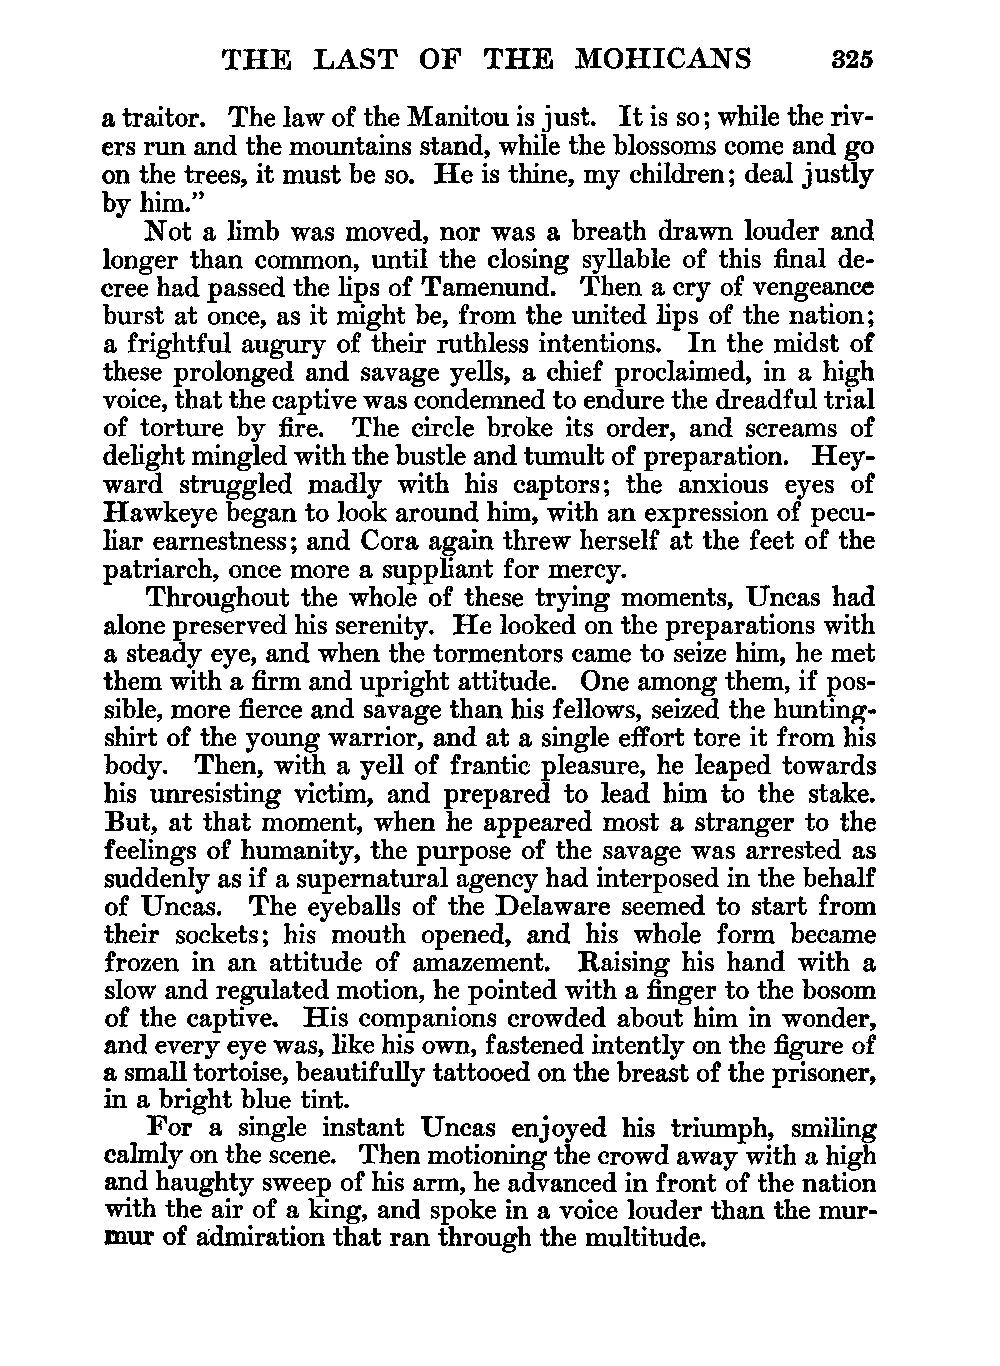 THE LAST OF THE MOHICANS 325
a traitor. The law of the Manitou is just. It is so; while the riv-
ers run and the mountains stand, while the blossoms come and go
on the trees, it must be so. He is thine, my children; deal justly
by him.”
Not a limb was moved, nor was a breath drawn louder and
longer than common, until the closing syllable of this final de-
cree had passed the lips of Tamenund. Then a cry of vengeance
burst at once, as it might be, from the united lips of the nation;
a frightful augury of their ruthless intentions. In the midst of
these prolonged and savage yells, a chief proclaimed, in a high
voice, that the captive was condemned to endure the dreadful trial
of torture by fire. The circle broke its order, and screams of
delight mingled with the bustle and tumult of preparation. Hey-
ward struggled madly with his captors; the anxious eyes of
Hawkeye began to look around him, with an expression of pecu-
liar earnestness; and Cora again threw herself at the feet of the
patriarch, once more a suppliant for mercy.
Throughout the whole of these trying moments, Uncas had
alone preserved his serenity. He looked on the preparations with
a steady eye, and when the tormentors came to seize him, he met
them with a firm and upright attitude. One among them, if pos-
sible, more fierce and savage than his fellows, seized the hunting-
shirt of the young warrior, and at a single effort tore it from his
body. Then, with a yell of frantic pleasure, he leaped towards
his unresisting victim, and prepared to lead him to the stake.
But, at that moment, when he appeared most a stranger to the
feelings of humanity, the purpose of the savage was arrested as
suddenly as if a supernatural agency had interposed in the behalf
of Uncas. The eyeballs of the Delaware seemed to start from
their sockets; his mouth opened, and his whole form became
frozen in an attitude of amazement. Raising his hand with a
slow and regulated motion, he pointed with a finger to the bosom
of the captive. His companions crowded about him in wonder,
and every eye was, like his own, fastened intently on the figure of
a small tortoise, beautifully tattooed on the breast of the prisoner,
in a bright blue tint.
For a single instant Uncas enjoyed his triumph, smiling
calmly on the scene. Then motioning the crowd away with a high
and haughty sweep of his arm, he advanced in front of the nation
with the air of a king, and spoke in a voice louder than the mur-
mur of admiration that ran through the multitude.